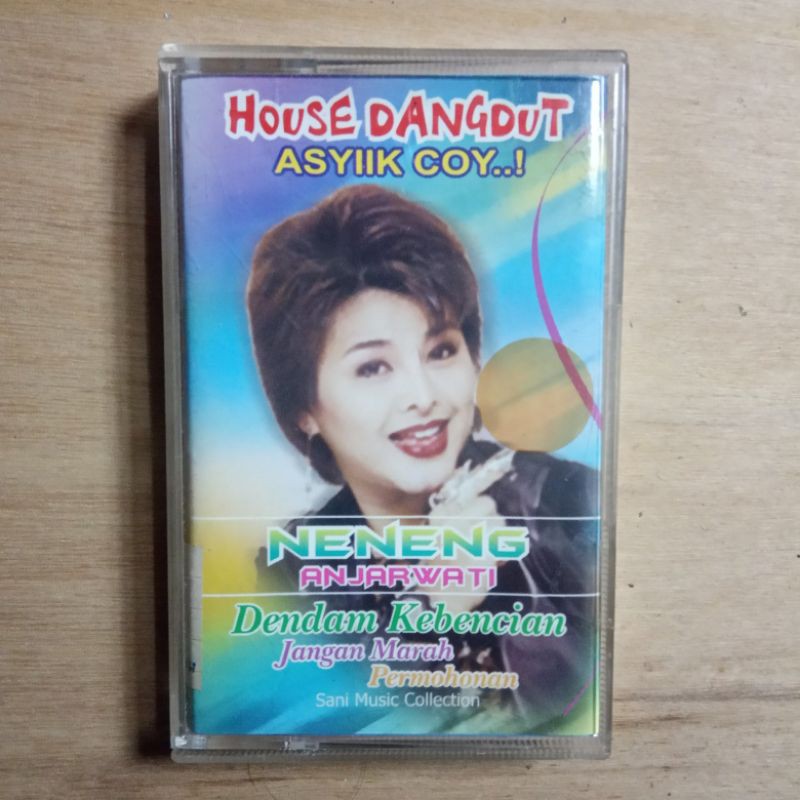 HOUSE DANGDUT
ASYIIK COY..!
NENENG
ANJARWATI
Dendam Kebencian
Jangan Marah
Permohonan
Sani Music Collection